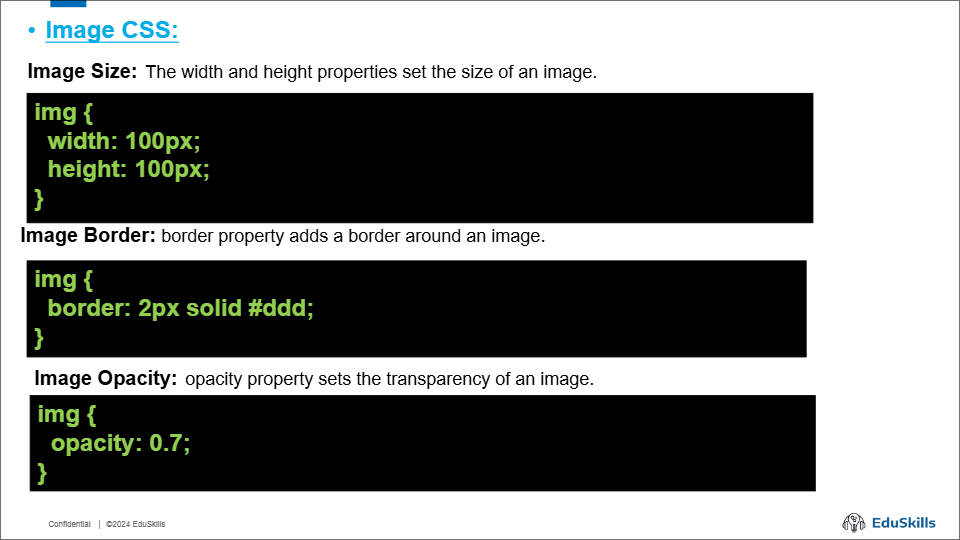 • Image CSS:
Image Size: The width and height properties set the size of an image.
img {
width: 100px;
height: 100px;
}
Image Border: border property adds a border around an image.
img {
border: 2px solid #ddd;
}
Image Opacity: opacity property sets the transparency of an image.
img {
opacity: 0.7;
}
Confidential | ©2024 EduSkills
EduSkills